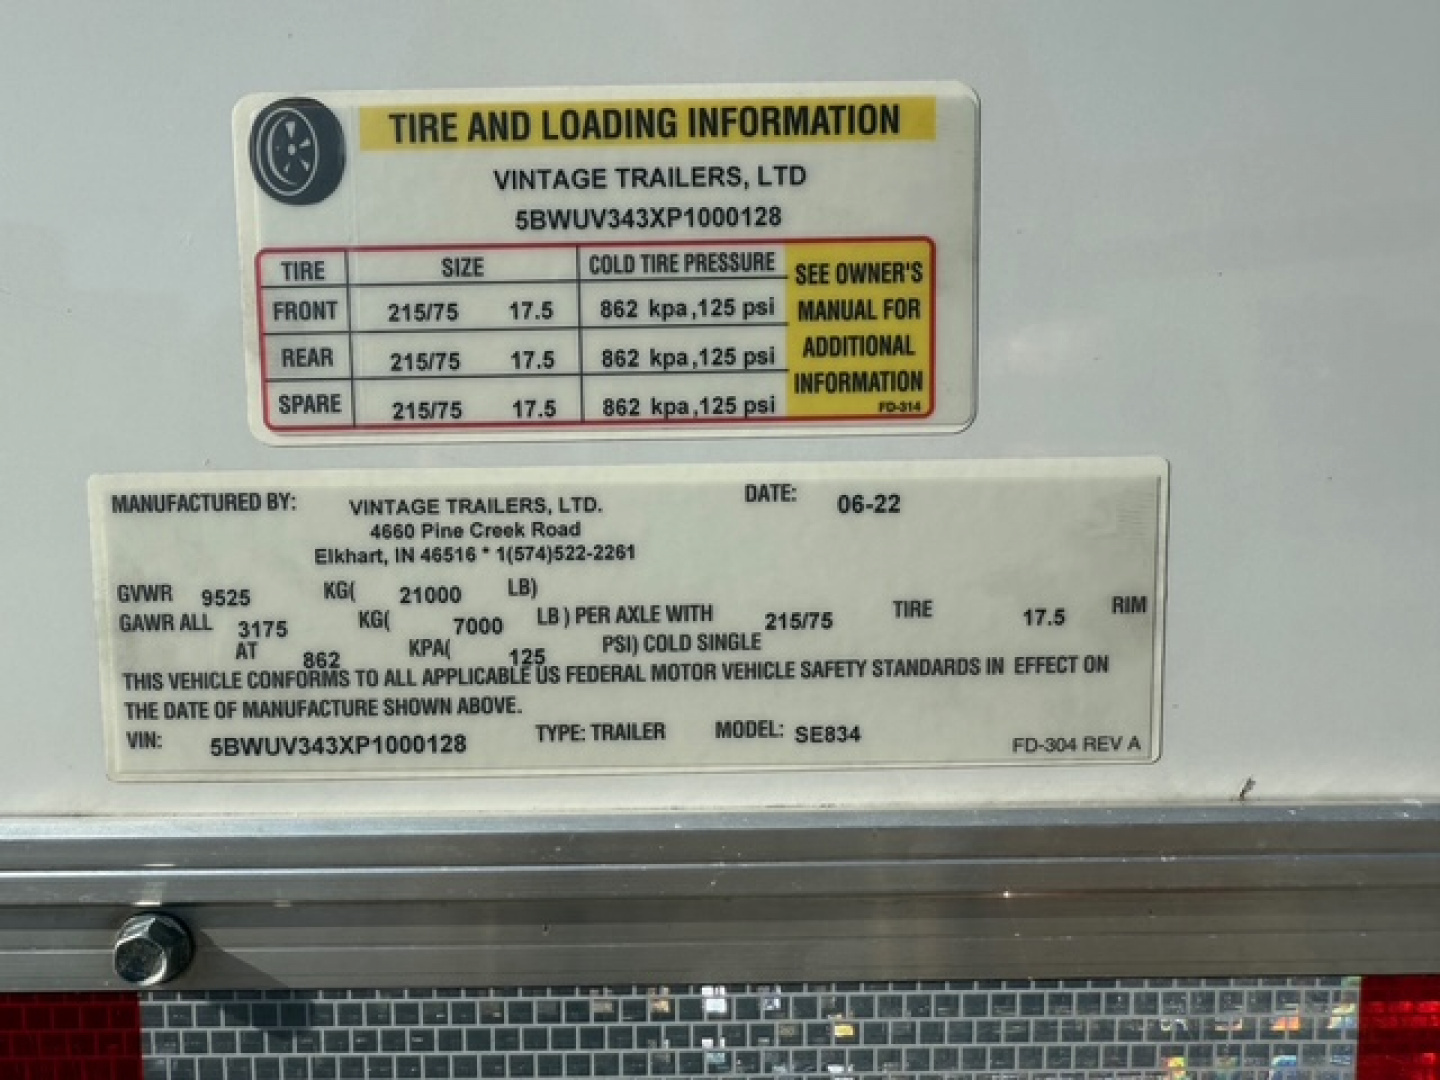 TIRE AND LOADING INFORMATION
VINTAGE TRAILERS, LTD
5BWUV343XP1000128
TIRE SIZE COLD TIRE PRESSURE
FRONT 215/75 17.5 862 kpa,125 psi
REAR 215/75 17.5 862 kpa,125 psi
SPARE 215/75 17.5 862 kpa,125 psi
SEE OWNER'S
MANUAL FOR
ADDITIONAL
INFORMATION
FD-314
MANUFACTURED BY: VINTAGE TRAILERS, LTD. DATE: 06-22
4660 Pine Creek Road
Elkhart, IN 46516 * 1(574)522-2261
GVWR 9525 KG( 21000 LB)
GAWR ALL 3175 KG( 7000 LB ) PER AXLE WITH 215/75 TIRE 17.5 RIM
AT 862 KPA( 125 PSI) COLD SINGLE
THIS VEHICLE CONFORMS TO ALL APPLICABLE US FEDERAL MOTOR VEHICLE SAFETY STANDARDS IN EFFECT ON
THE DATE OF MANUFACTURE SHOWN ABOVE.
VIN: 5BWUV343XP1000128 TYPE: TRAILER MODEL: SE834 FD-304 REV A